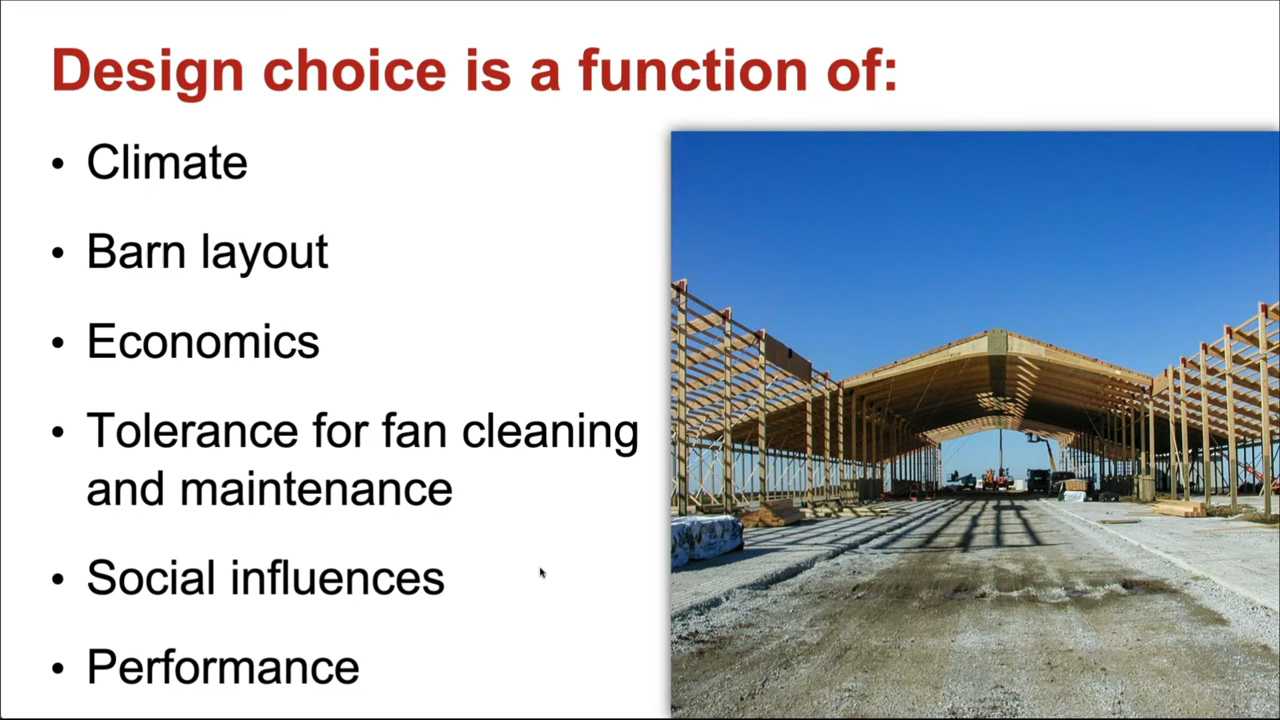 Design choice is a function of:
• Climate
• Barn layout
• Economics
• Tolerance for fan cleaning
and maintenance
• Social influences
• Performance